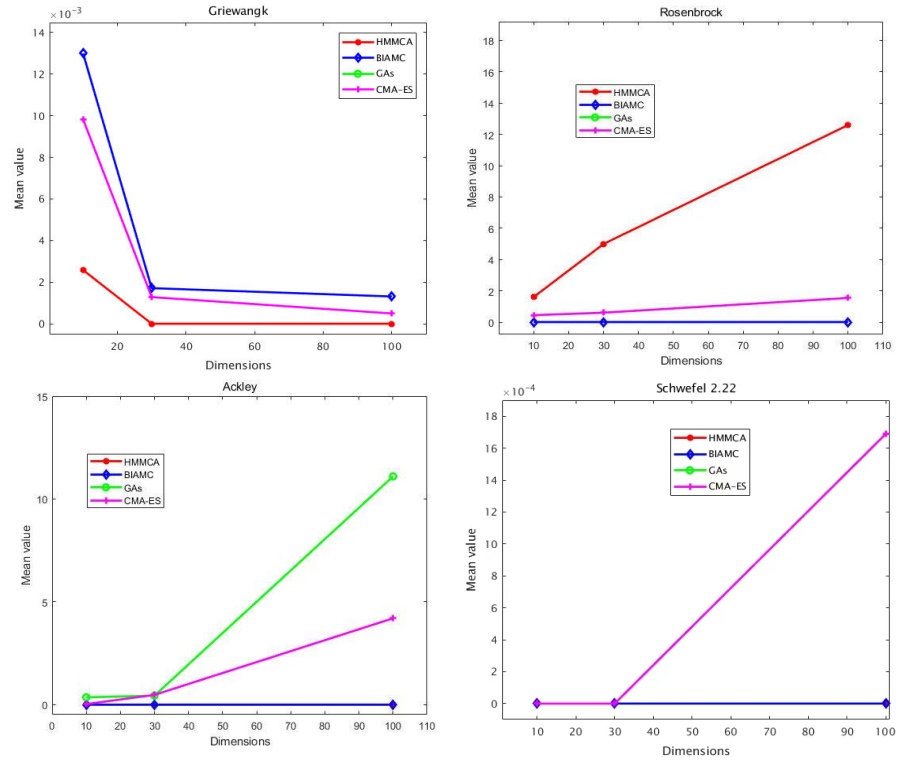 Griewangk
×10⁻³
14
12
10
8
6
4
2
0
20 40 60 80 100
Mean value
Dimensions
HMMCA
BIAMC
GAs
CMA-ES
Rosenbrock
18
16
14
12
10
8
6
4
2
0
10 20 30 40 50 60 70 80 90 100 110
Mean value
Dimensions
HMMCA
BIAMC
GAs
CMA-ES
Ackley
15
10
5
0
0 10 20 30 40 50 60 70 80 90 100 110
Mean value
Dimensions
HMMCA
BIAMC
GAs
CMA-ES
Schwefel 2.22
×10⁻⁴
18
16
14
12
10
8
6
4
2
0
10 20 30 40 50 60 70 80 90 100
Mean value
Dimensions
HMMCA
BIAMC
GAs
CMA-ES